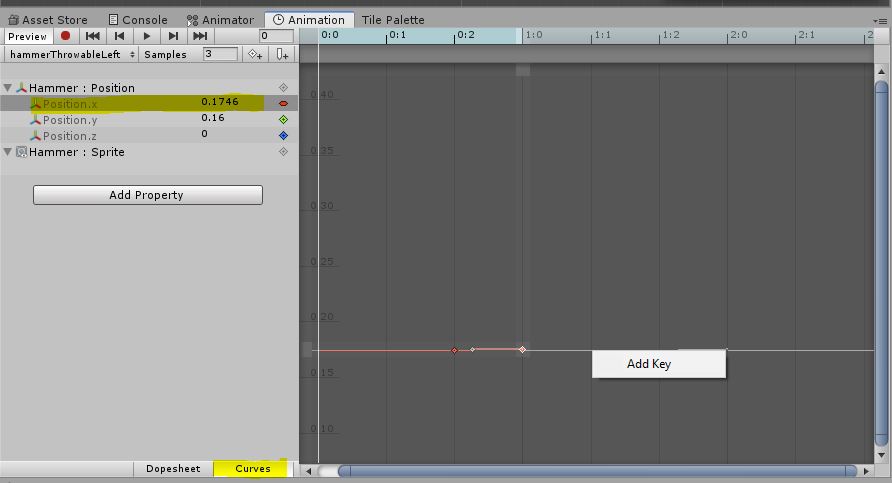 Asset Store Console Animator Animation Tile Palette
Preview 0 0:0 0:1 0:2 1:0 1:1 1:2 2:0 2:1 2
hammerThrowableLeft Samples 3
Hammer : Position
Position.x 0.1746
Position.y 0.16
Position.z 0
Hammer : Sprite
Add Property
0.40
0.35
0.30
0.25
0.20
0.15
0.10
Add Key
Dopesheet Curves